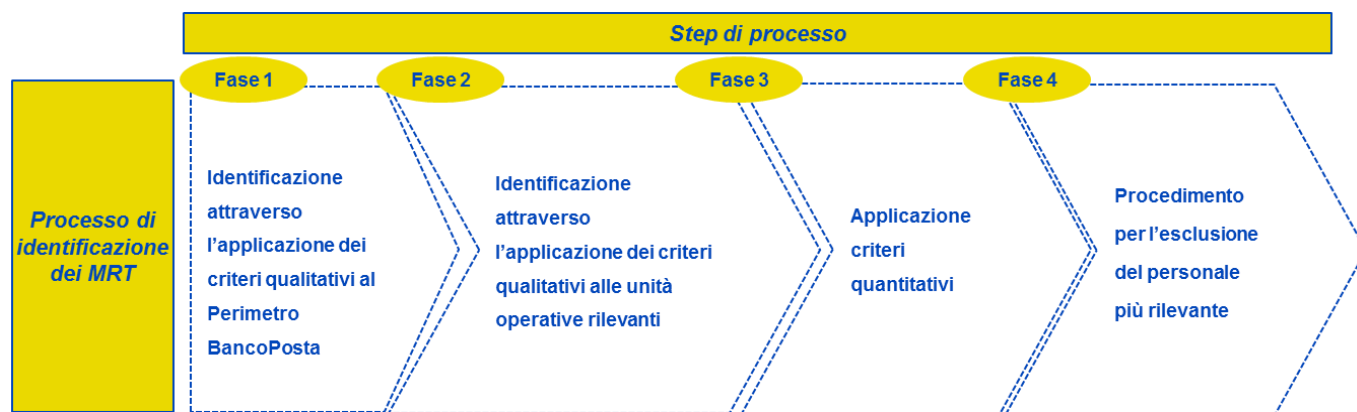 Step di processo
Fase 1
Fase 2
Fase 3
Fase 4
Processo di
identificazione
dei MRT
Identificazione
attraverso
l'applicazione dei
criteri qualitativi al
Perimetro
BancoPosta
Identificazione
attraverso
l'applicazione dei criteri
qualitativi alle unità
operative rilevanti
Applicazione
criteri
quantitativi
Procedimento
per l'esclusione
del personale
più rilevante